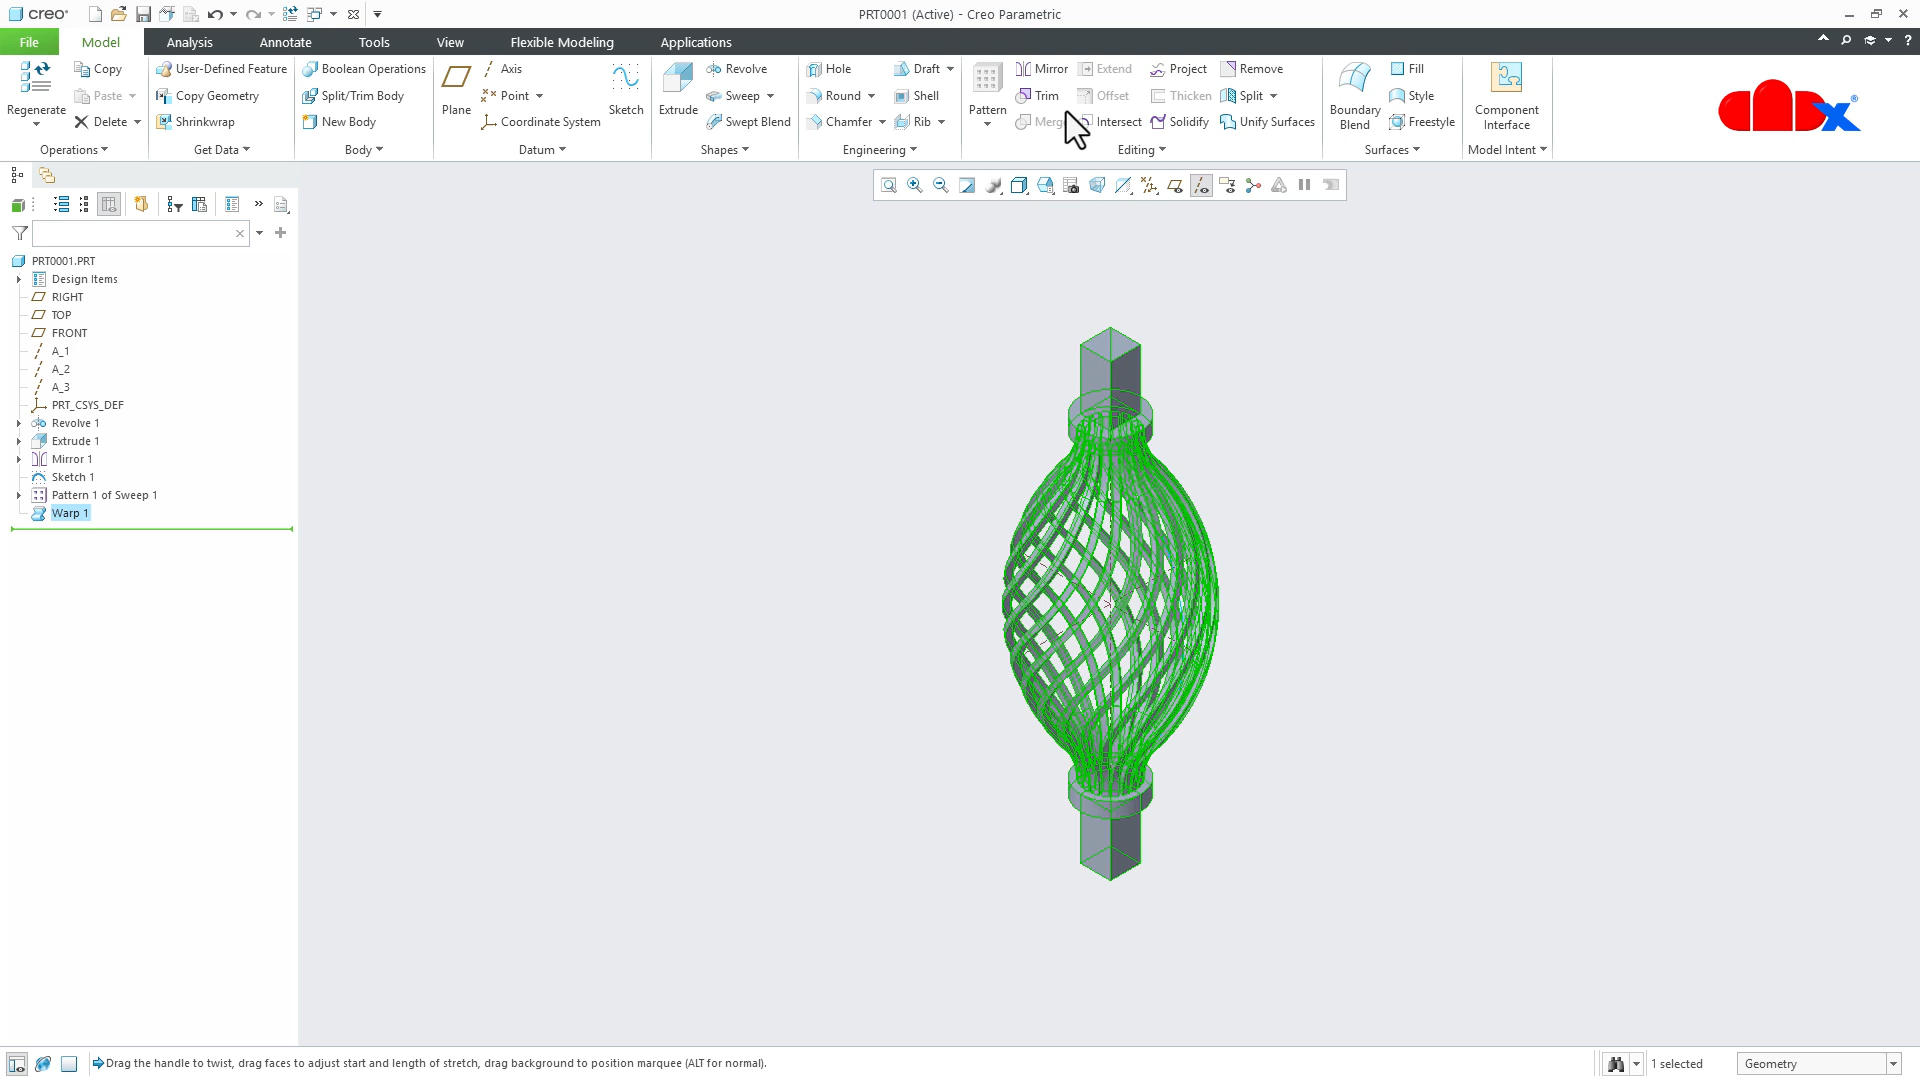 creo
PRT0001 (Active) - Creo Parametric
File
Model
Analysis
Annotate
Tools
View
Flexible Modeling
Applications
Regenerate
Copy
Paste
Delete
Operations
User-Defined Feature
Copy Geometry
Shrinkwrap
Get Data
Boolean Operations
Split/Trim Body
New Body
Body
Plane
Axis
Point
Coordinate System
Sketch
Datum
Extrude
Revolve
Sweep
Swept Blend
Shapes
Hole
Round
Chamfer
Draft
Shell
Rib
Engineering
Pattern
Mirror
Trim
Extend
Offset
Intersect
Project
Thicken
Solidify
Remove
Split
Unify Surfaces
Editing
Boundary
Blend
Fill
Style
Freestyle
Surfaces
Component
Interface
Model Intent
PRT0001.PRT
Design Items
RIGHT
TOP
FRONT
A_1
A_2
A_3
PRT_CSYS_DEF
Revolve 1
Extrude 1
Mirror 1
Sketch 1
Pattern 1 of Sweep 1
Warp 1
Drag the handle to twist, drag faces to adjust start and length of stretch, drag background to position marquee (ALT for normal).
1 selected
Geometry